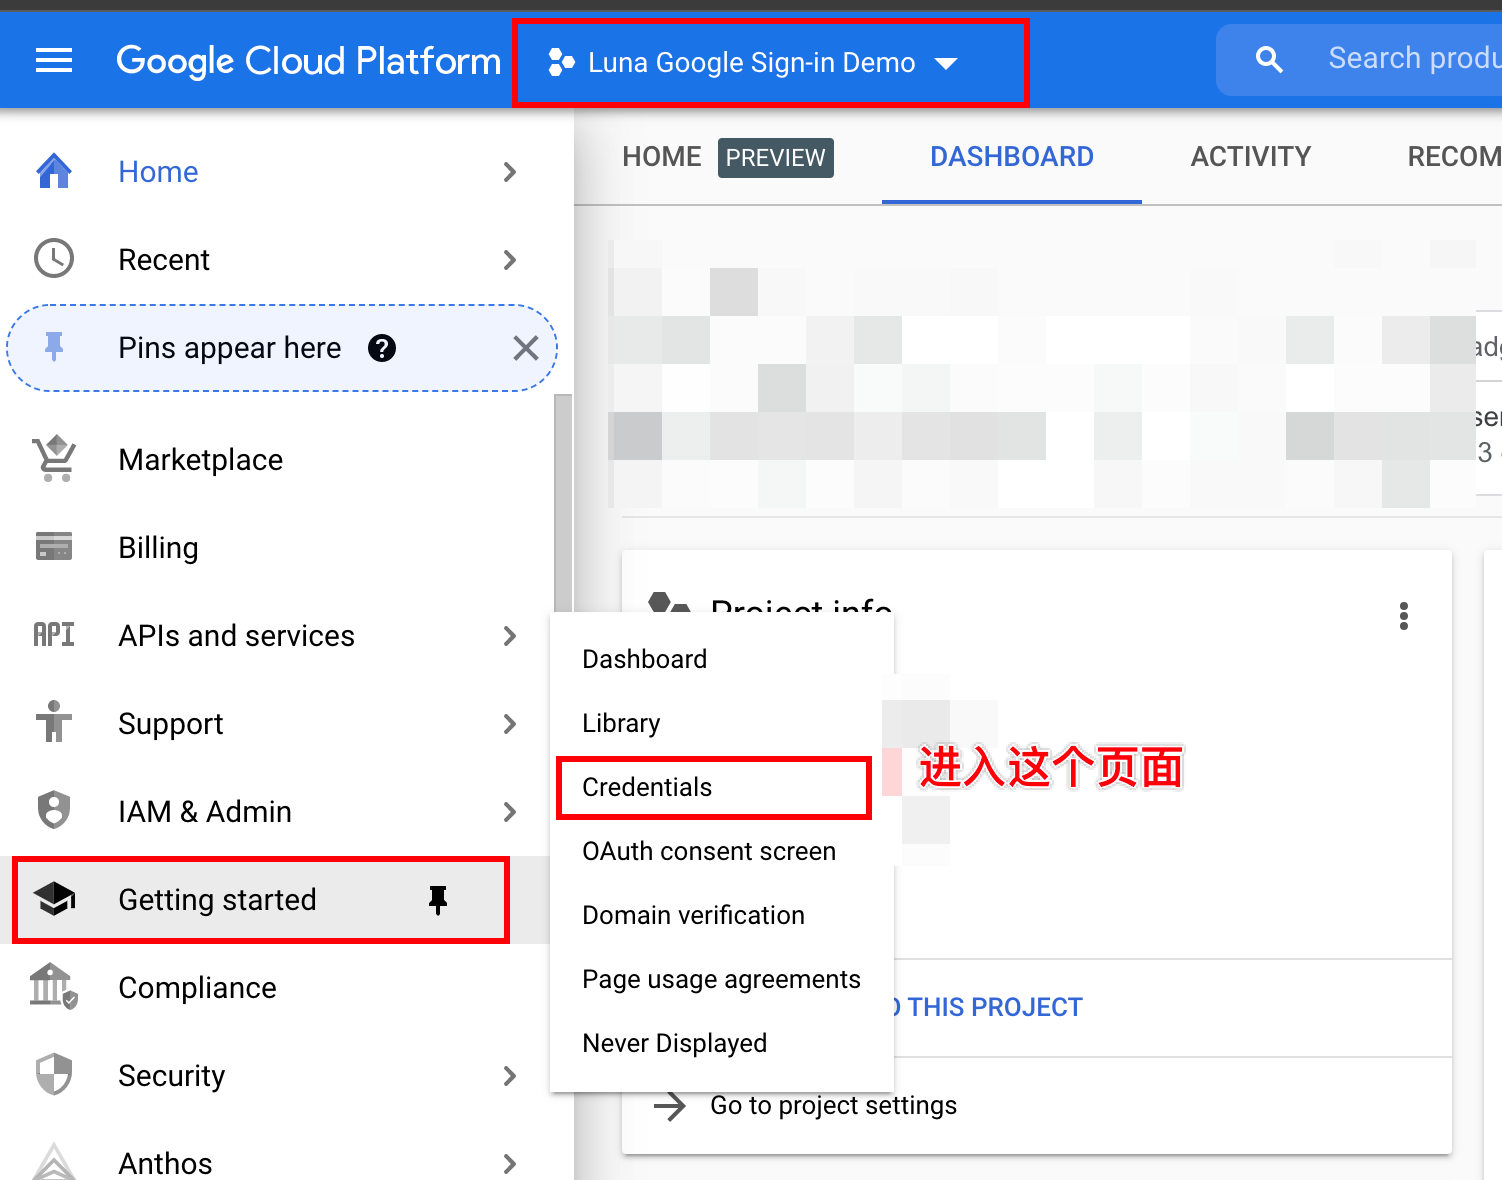 Google Cloud Platform
Luna Google Sign-in Demo
Search produ
Home
Recent
Pins appear here
Marketplace
Billing
API APIs and services
Support
IAM & Admin
Getting started
Compliance
Security
Anthos
HOME PREVIEW DASHBOARD ACTIVITY RECOM
Project info
Dashboard
Library
Credentials
进入这个页面
OAuth consent screen
Domain verification
Page usage agreements
Never Displayed
THIS PROJECT
Go to project settings